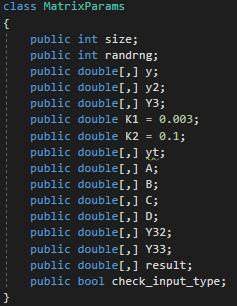 class MatrixParams
{
public int size;
public int randrng;
public double[,] y;
public double[,] y2;
public double[,] Y3;
public double K1 = 0.003;
public double K2 = 0.1;
public double[,] yt;
public double[,] A;
public double[,] B;
public double[,] C;
public double[,] D;
public double[,] Y32;
public double[,] Y33;
public double[,] result;
public bool check_input_type;
}